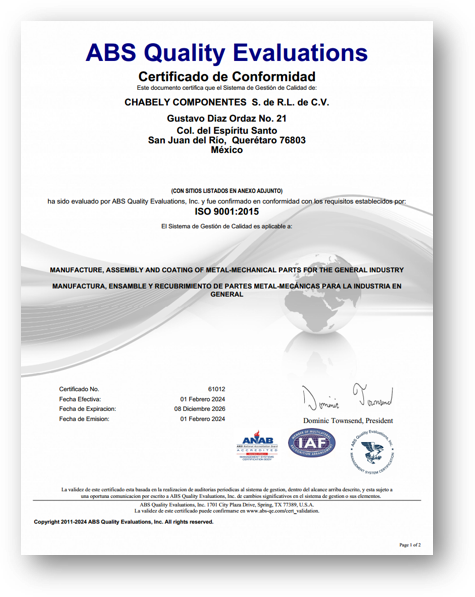 ABS Quality Evaluations
Certificado de Conformidad
Este documento certifica que el Sistema de Gestión de Calidad de:
CHABELY COMPONENTES S. de R.L. de C.V.
Gustavo Diaz Ordaz No. 21
Col. del Espíritu Santo
San Juan del Río, Querétaro 76803
México
(CON SITIOS LISTADOS EN ANEXO ADJUNTO)
ha sido evaluado por ABS Quality Evaluations, Inc. y fue confirmado en conformidad con los requisitos establecidos por:
ISO 9001:2015
El Sistema de Gestión de Calidad es aplicable a:
MANUFACTURE, ASSEMBLY AND COATING OF METAL-MECHANICAL PARTS FOR THE GENERAL INDUSTRY
MANUFACTURA, ENSAMBLE Y RECUBRIMIENTO DE PARTES METAL-MECÁNICAS PARA LA INDUSTRIA EN
GENERAL
Certificado No. 61012
Fecha Efectiva: 01 Febrero 2024
Fecha de Expiracion: 08 Diciembre 2026
Fecha de Emision: 01 Febrero 2024
Dominic Townsend
Dominic Townsend, President
ANAB
ACCREDITED
IAF
ABS Quality Evaluations, Inc.
MANAGEMENT SYSTEM CERTIFICATION
La validez de este certificado esta basada en la realizacion de auditorias periodicas al sistema de gestion, dentro del alcance arriba descrito, y esta sujeto a
una oportuna comunicacion por escrito a ABS Quality Evaluations, Inc. de cambios significativos en el sistema de gestion o sus elementos.
ABS Quality Evaluations, Inc. 1701 City Plaza Drive, Spring, TX 77389, U.S.A.
La validez de este certificado puede confirmarse en www.abs-qe.com/cert_validation.
Copyright 2011-2024 ABS Quality Evaluations, Inc. All rights reserved.
Page 1 of 2